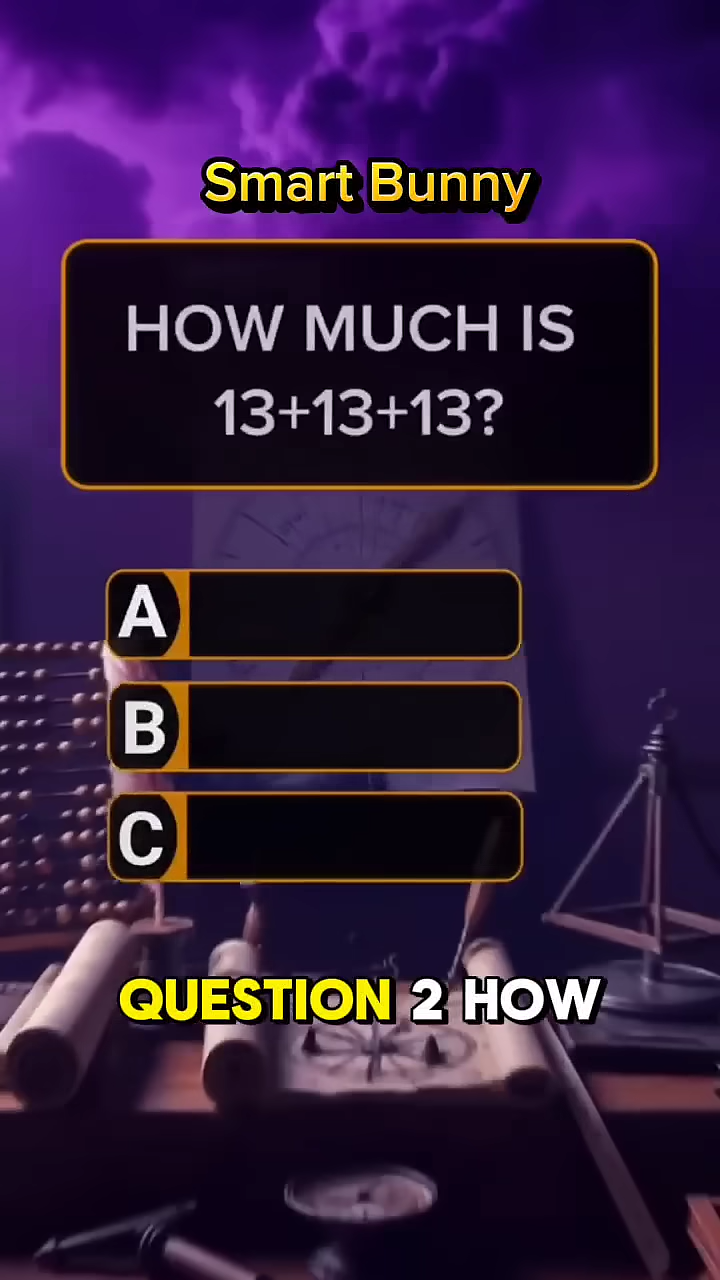 Smart Bunny
HOW MUCH IS
13+13+13?
A
B
C
QUESTION 2 HOW